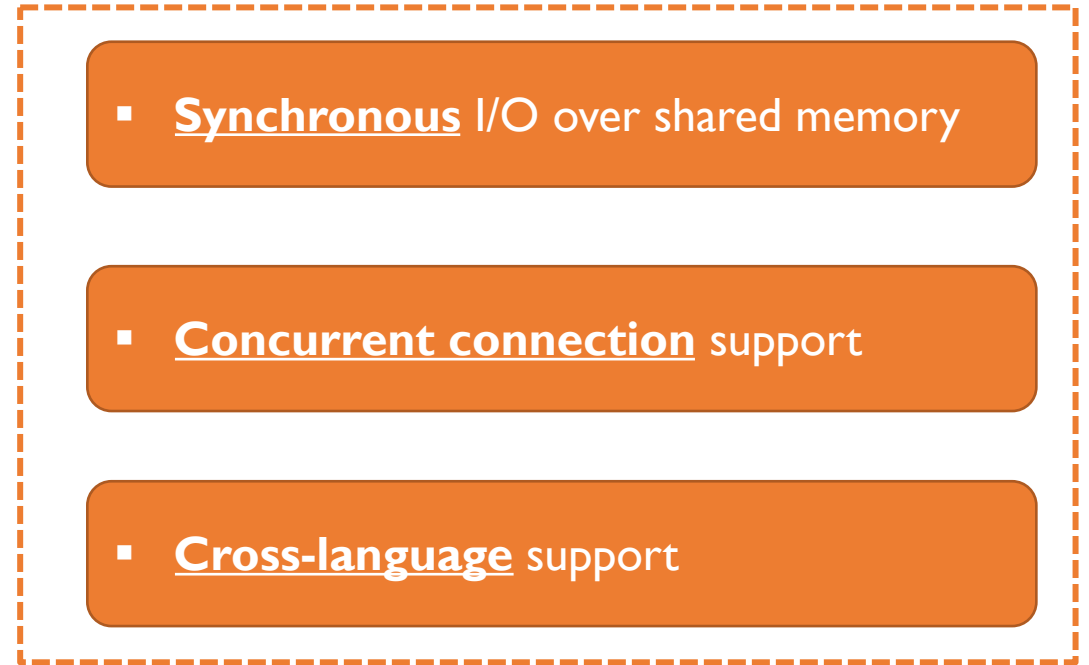 ▪ Synchronous I/O over shared memory
▪ Concurrent connection support
▪ Cross-language support